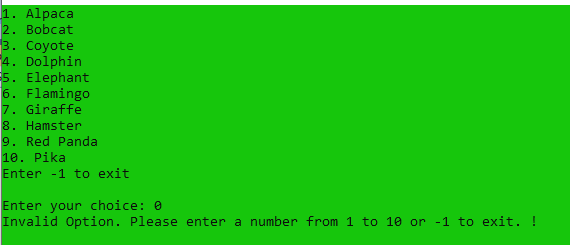 1. Alpaca
2. Bobcat
3. Coyote
4. Dolphin
5. Elephant
6. Flamingo
7. Giraffe
8. Hamster
9. Red Panda
10. Pika
Enter -1 to exit
Enter your choice: 0
Invalid Option. Please enter a number from 1 to 10 or -1 to exit. !